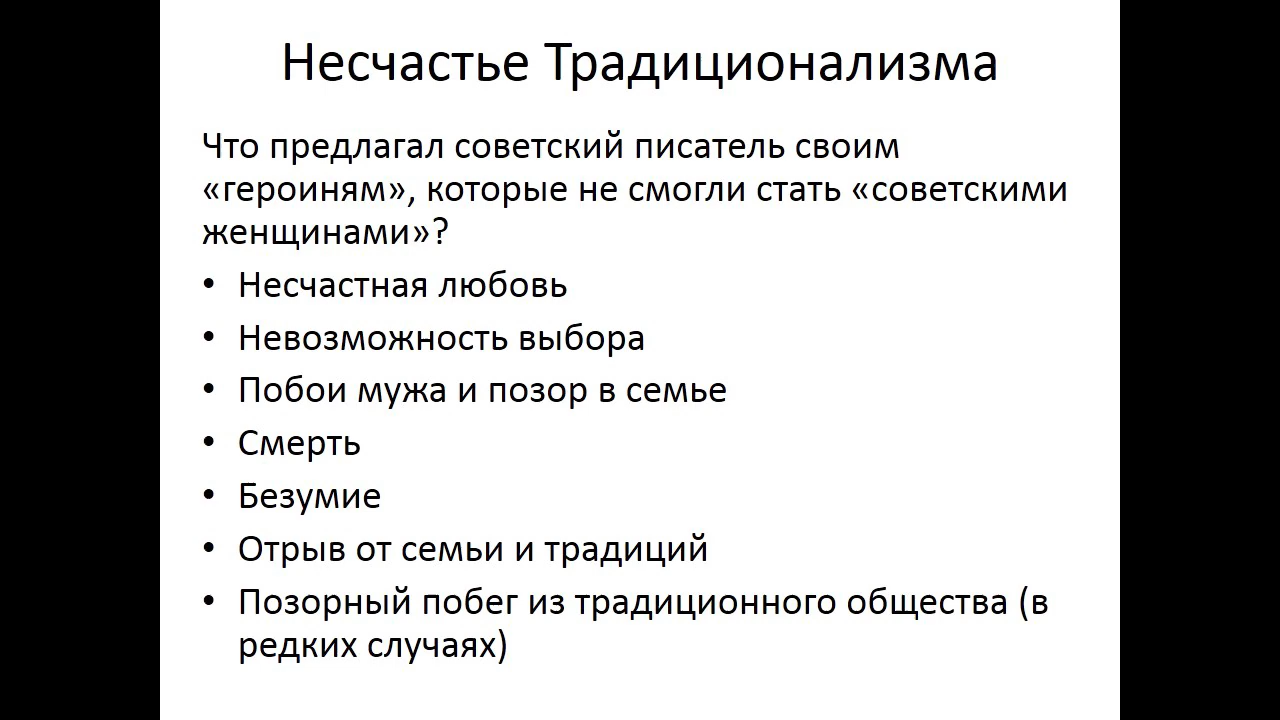 Несчастье Традиционализма
Что предлагал советский писатель своим
«героиням», которые не смогли стать «советскими
женщинами»?
• Несчастная любовь
• Невозможность выбора
• Побои мужа и позор в семье
• Смерть
• Безумие
• Отрыв от семьи и традиций
• Позорный побег из традиционного общества (в
редких случаях)